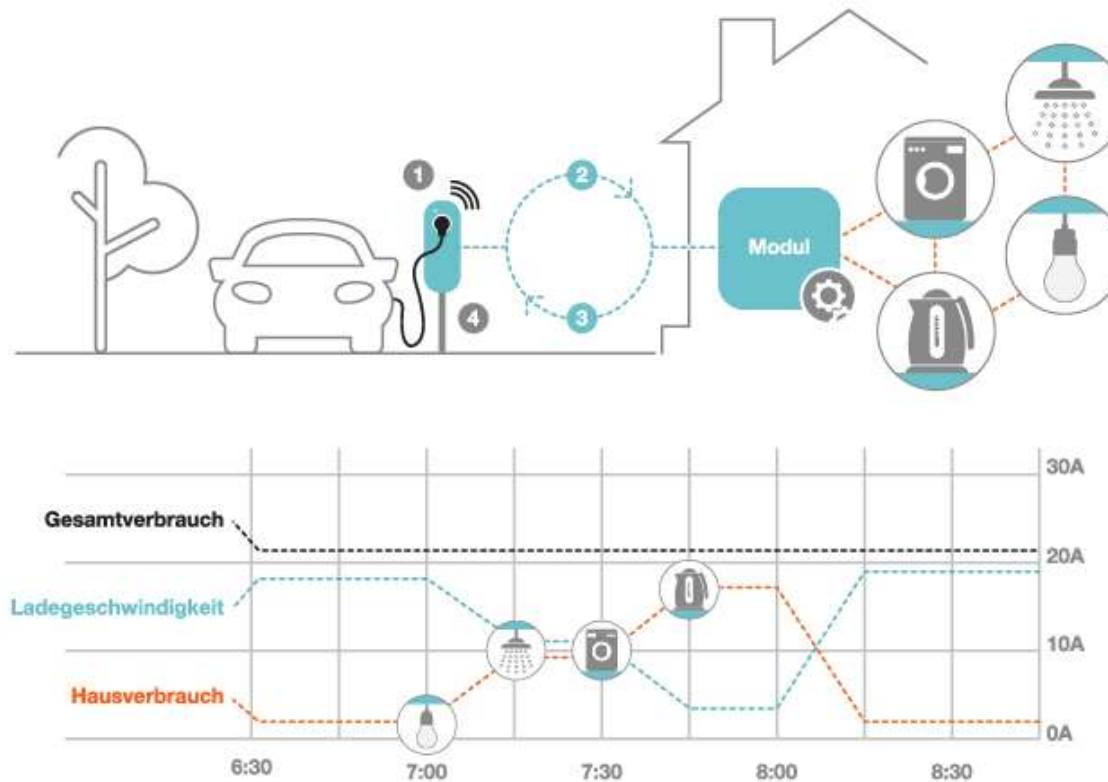 1
2
Modul
3
4
30A
Gesamtverbrauch
20A
Ladegeschwindigkeit
10A
Hausverbrauch
0A
6:30 7:00 7:30 8:00 8:30